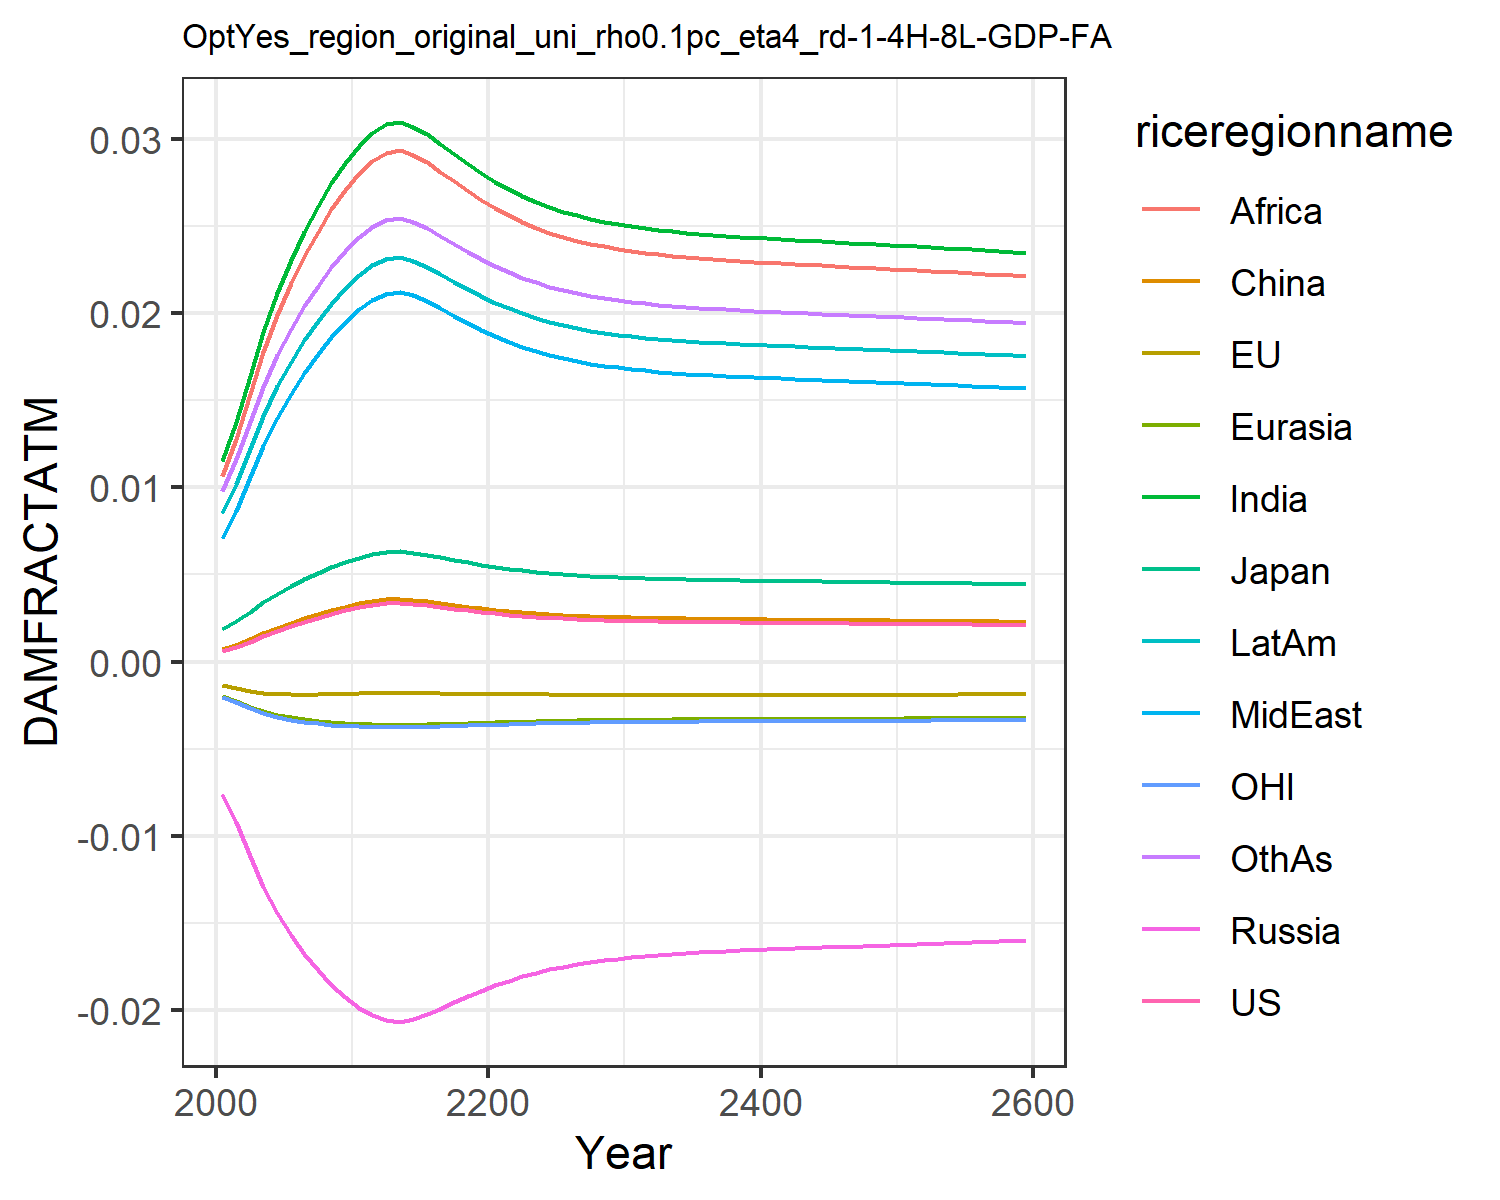 OptYes_region_original_uni_rho0.1pc_eta4_rd-1-4H-8L-GDP-FA
DAMFRACTATM
0.03
0.02
0.01
0.00
-0.01
-0.02
2000
2200
2400
2600
Year
riceregionname
Africa
China
EU
Eurasia
India
Japan
LatAm
MidEast
OHI
OthAs
Russia
US